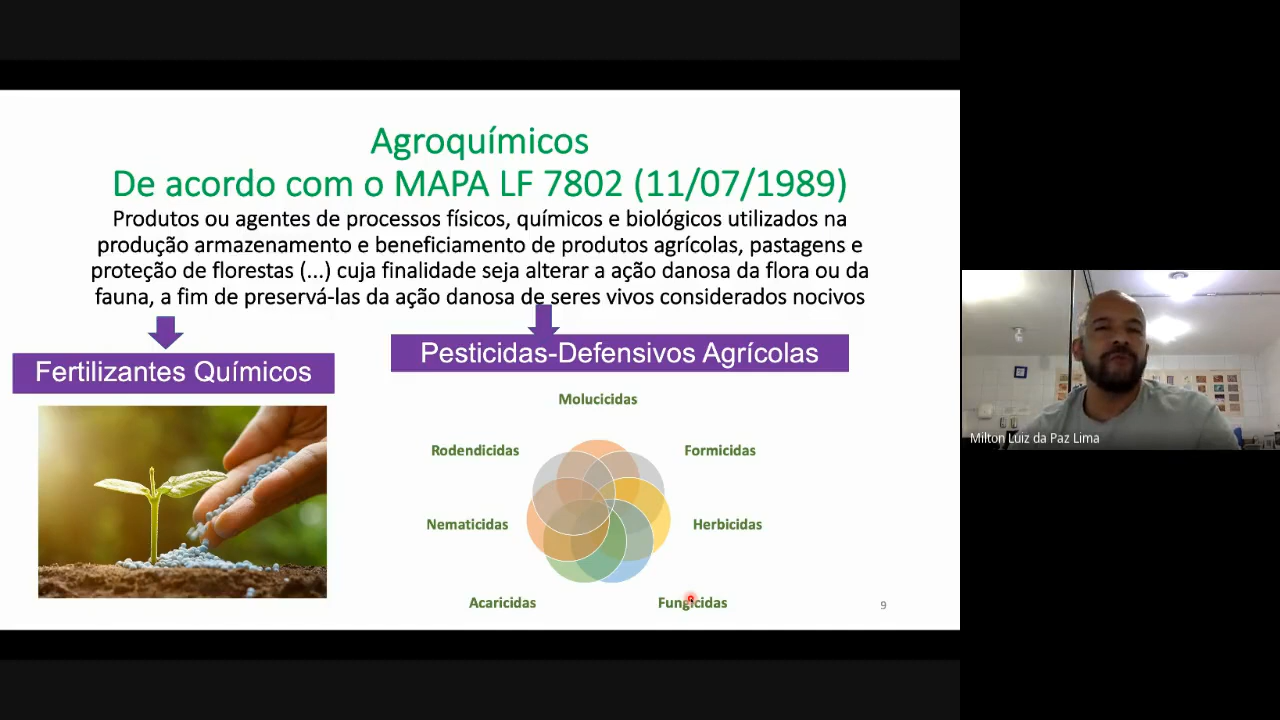 Agroquímicos
De acordo com o MAPA LF 7802 (11/07/1989)
Produtos ou agentes de processos físicos, químicos e biológicos utilizados na
produção armazenamento e beneficiamento de produtos agrícolas, pastagens e
proteção de florestas (...) cuja finalidade seja alterar a ação danosa da flora ou da
fauna, a fim de preservá-las da ação danosa de seres vivos considerados nocivos
Fertilizantes Químicos
Pesticidas-Defensivos Agrícolas
Molucicidas
Rodendicidas
Formicidas
Nematicidas
Herbicidas
Acaricidas
Fungicidas
9
Milton Luiz da Paz Lima